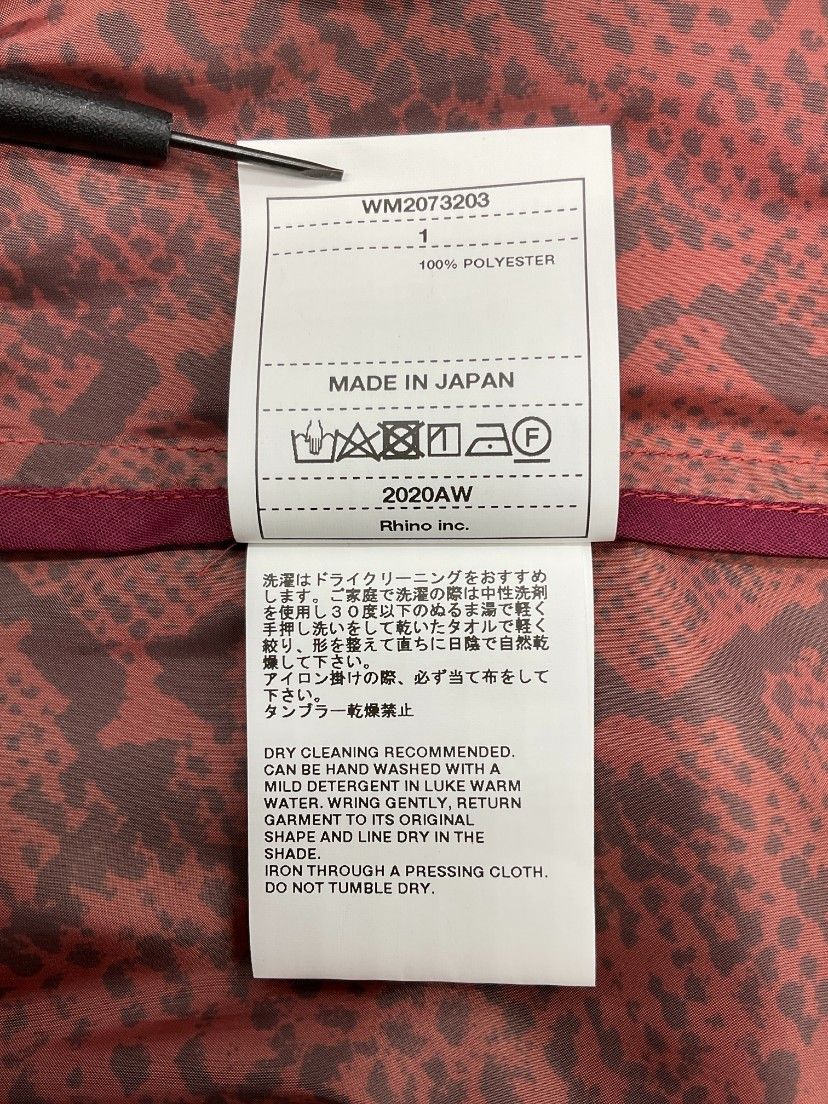 WM2073203
1
100% POLYESTER
MADE IN JAPAN
F
2020AW
Rhino inc.
洗濯はドライクリーニングをおすすめ
します。ご家庭で洗濯の際は中性洗剤
を使用し30度以下のぬるま湯で軽く
手押し洗いをして乾いたタオルで軽く
絞り、形を整えて直ちに日陰で自然乾
燥して下さい。
アイロン掛けの際、必ず当て布をして
下さい。
タンブラー乾燥禁止
DRY CLEANING RECOMMENDED.
CAN BE HAND WASHED WITH A
MILD DETERGENT IN LUKE WARM
WATER. WRING GENTLY, RETURN
GARMENT TO ITS ORIGINAL
SHAPE AND LINE DRY IN THE
SHADE.
IRON THROUGH A PRESSING CLOTH.
DO NOT TUMBLE DRY.